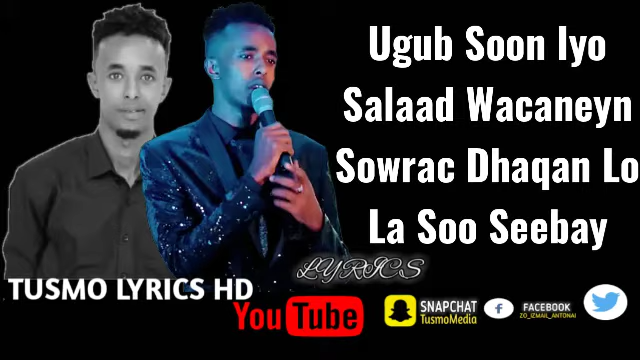 Ugub Soon Iyo
Salaad Wacaneyn
Sowrac Dhaqan Lo
La Soo Seebay
LYRICS
TUSMO LYRICS HD
YouTube
SNAPCHAT
TusmoMedia
FACEBOOK
ZO_IZMAIL_ANTONAI